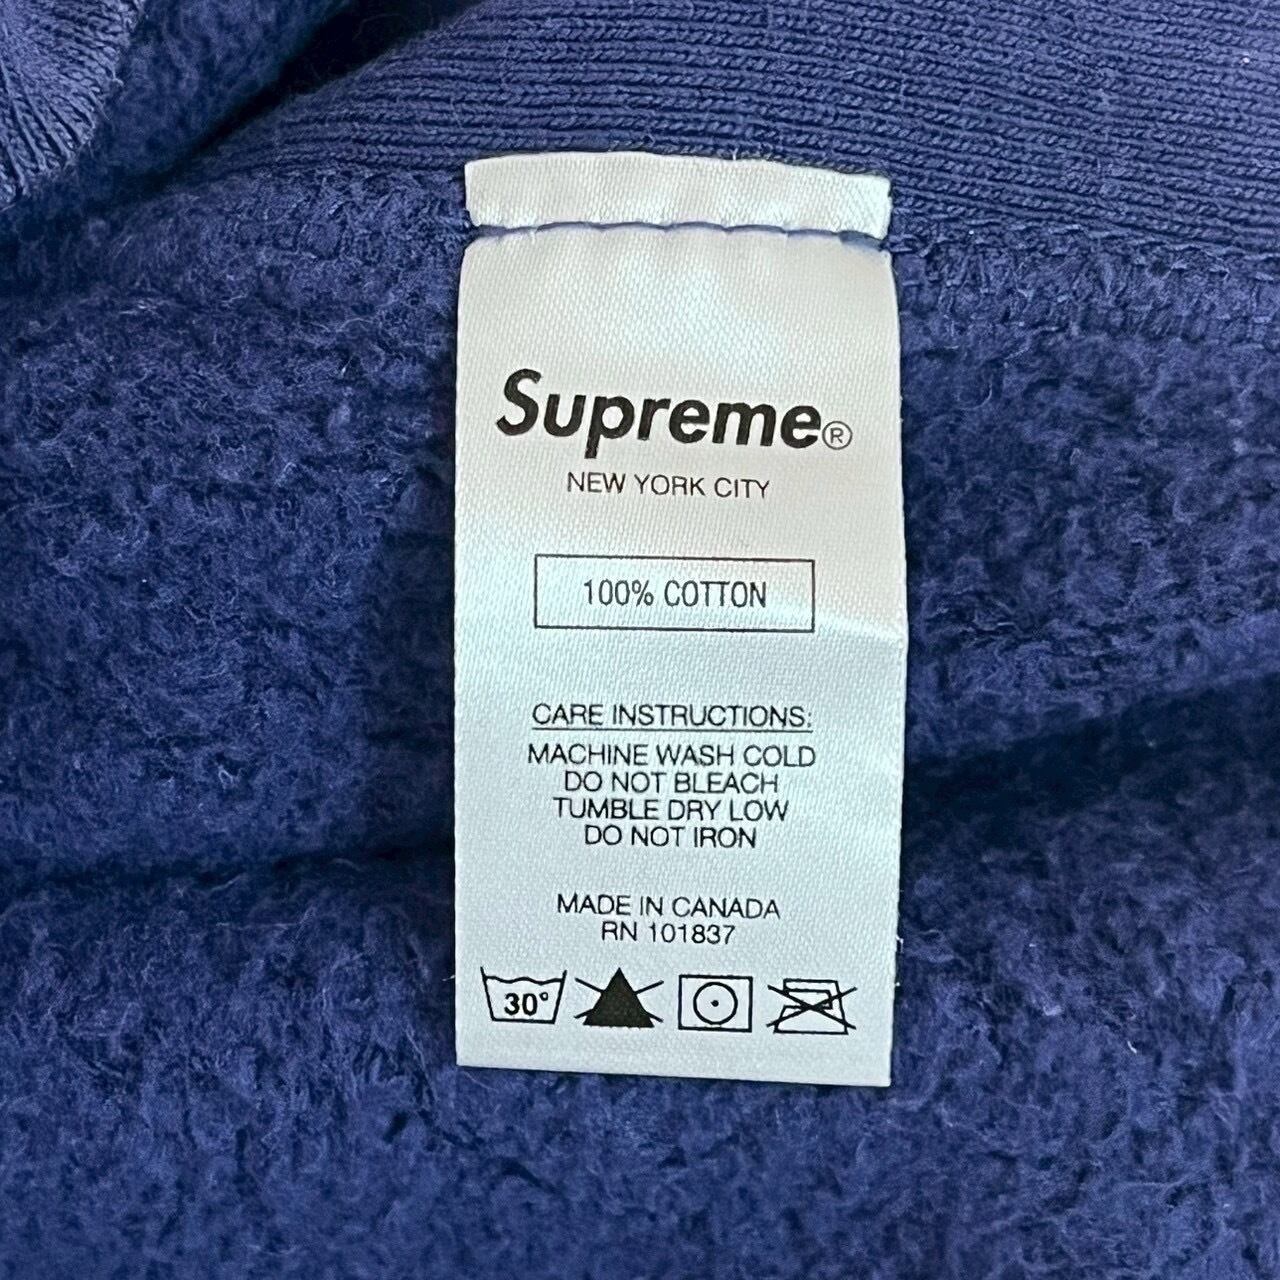 Supreme®
NEW YORK CITY
100% COTTON
CARE INSTRUCTIONS:
MACHINE WASH COLD
DO NOT BLEACH
TUMBLE DRY LOW
DO NOT IRON
MADE IN CANADA
RN 101837
30°